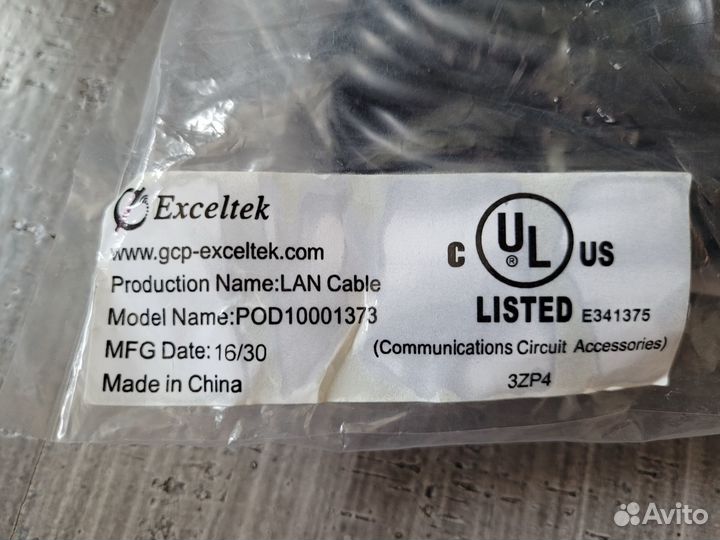 Exceltek
www.gcp-exceltek.com
Production Name:LAN Cable
Model Name:POD10001373
MFG Date: 16/30
Made in China
C UL ® US
LISTED E341375
(Communications Circuit Accessories)
3ZP4
Avito